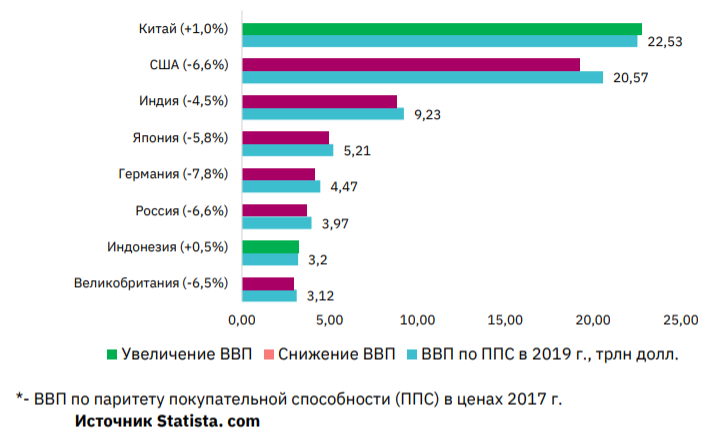 Китай (+1,0%)
22,53
США (-6,6%)
20,57
Индия (-4,5%)
9,23
Япония (-5,8%)
5,21
Германия (-7,8%)
4,47
Россия (-6,6%)
3,97
Индонезия (+0,5%)
3,2
Великобритания (-6,5%)
3,12
0,00 5,00 10,00 15,00 20,00 25,00
Увеличение ВВП Снижение ВВП ВВП по ППС в 2019 г., трлн долл.
*- ВВП по паритету покупательной способности (ППС) в ценах 2017 г.
Источник Statista. com